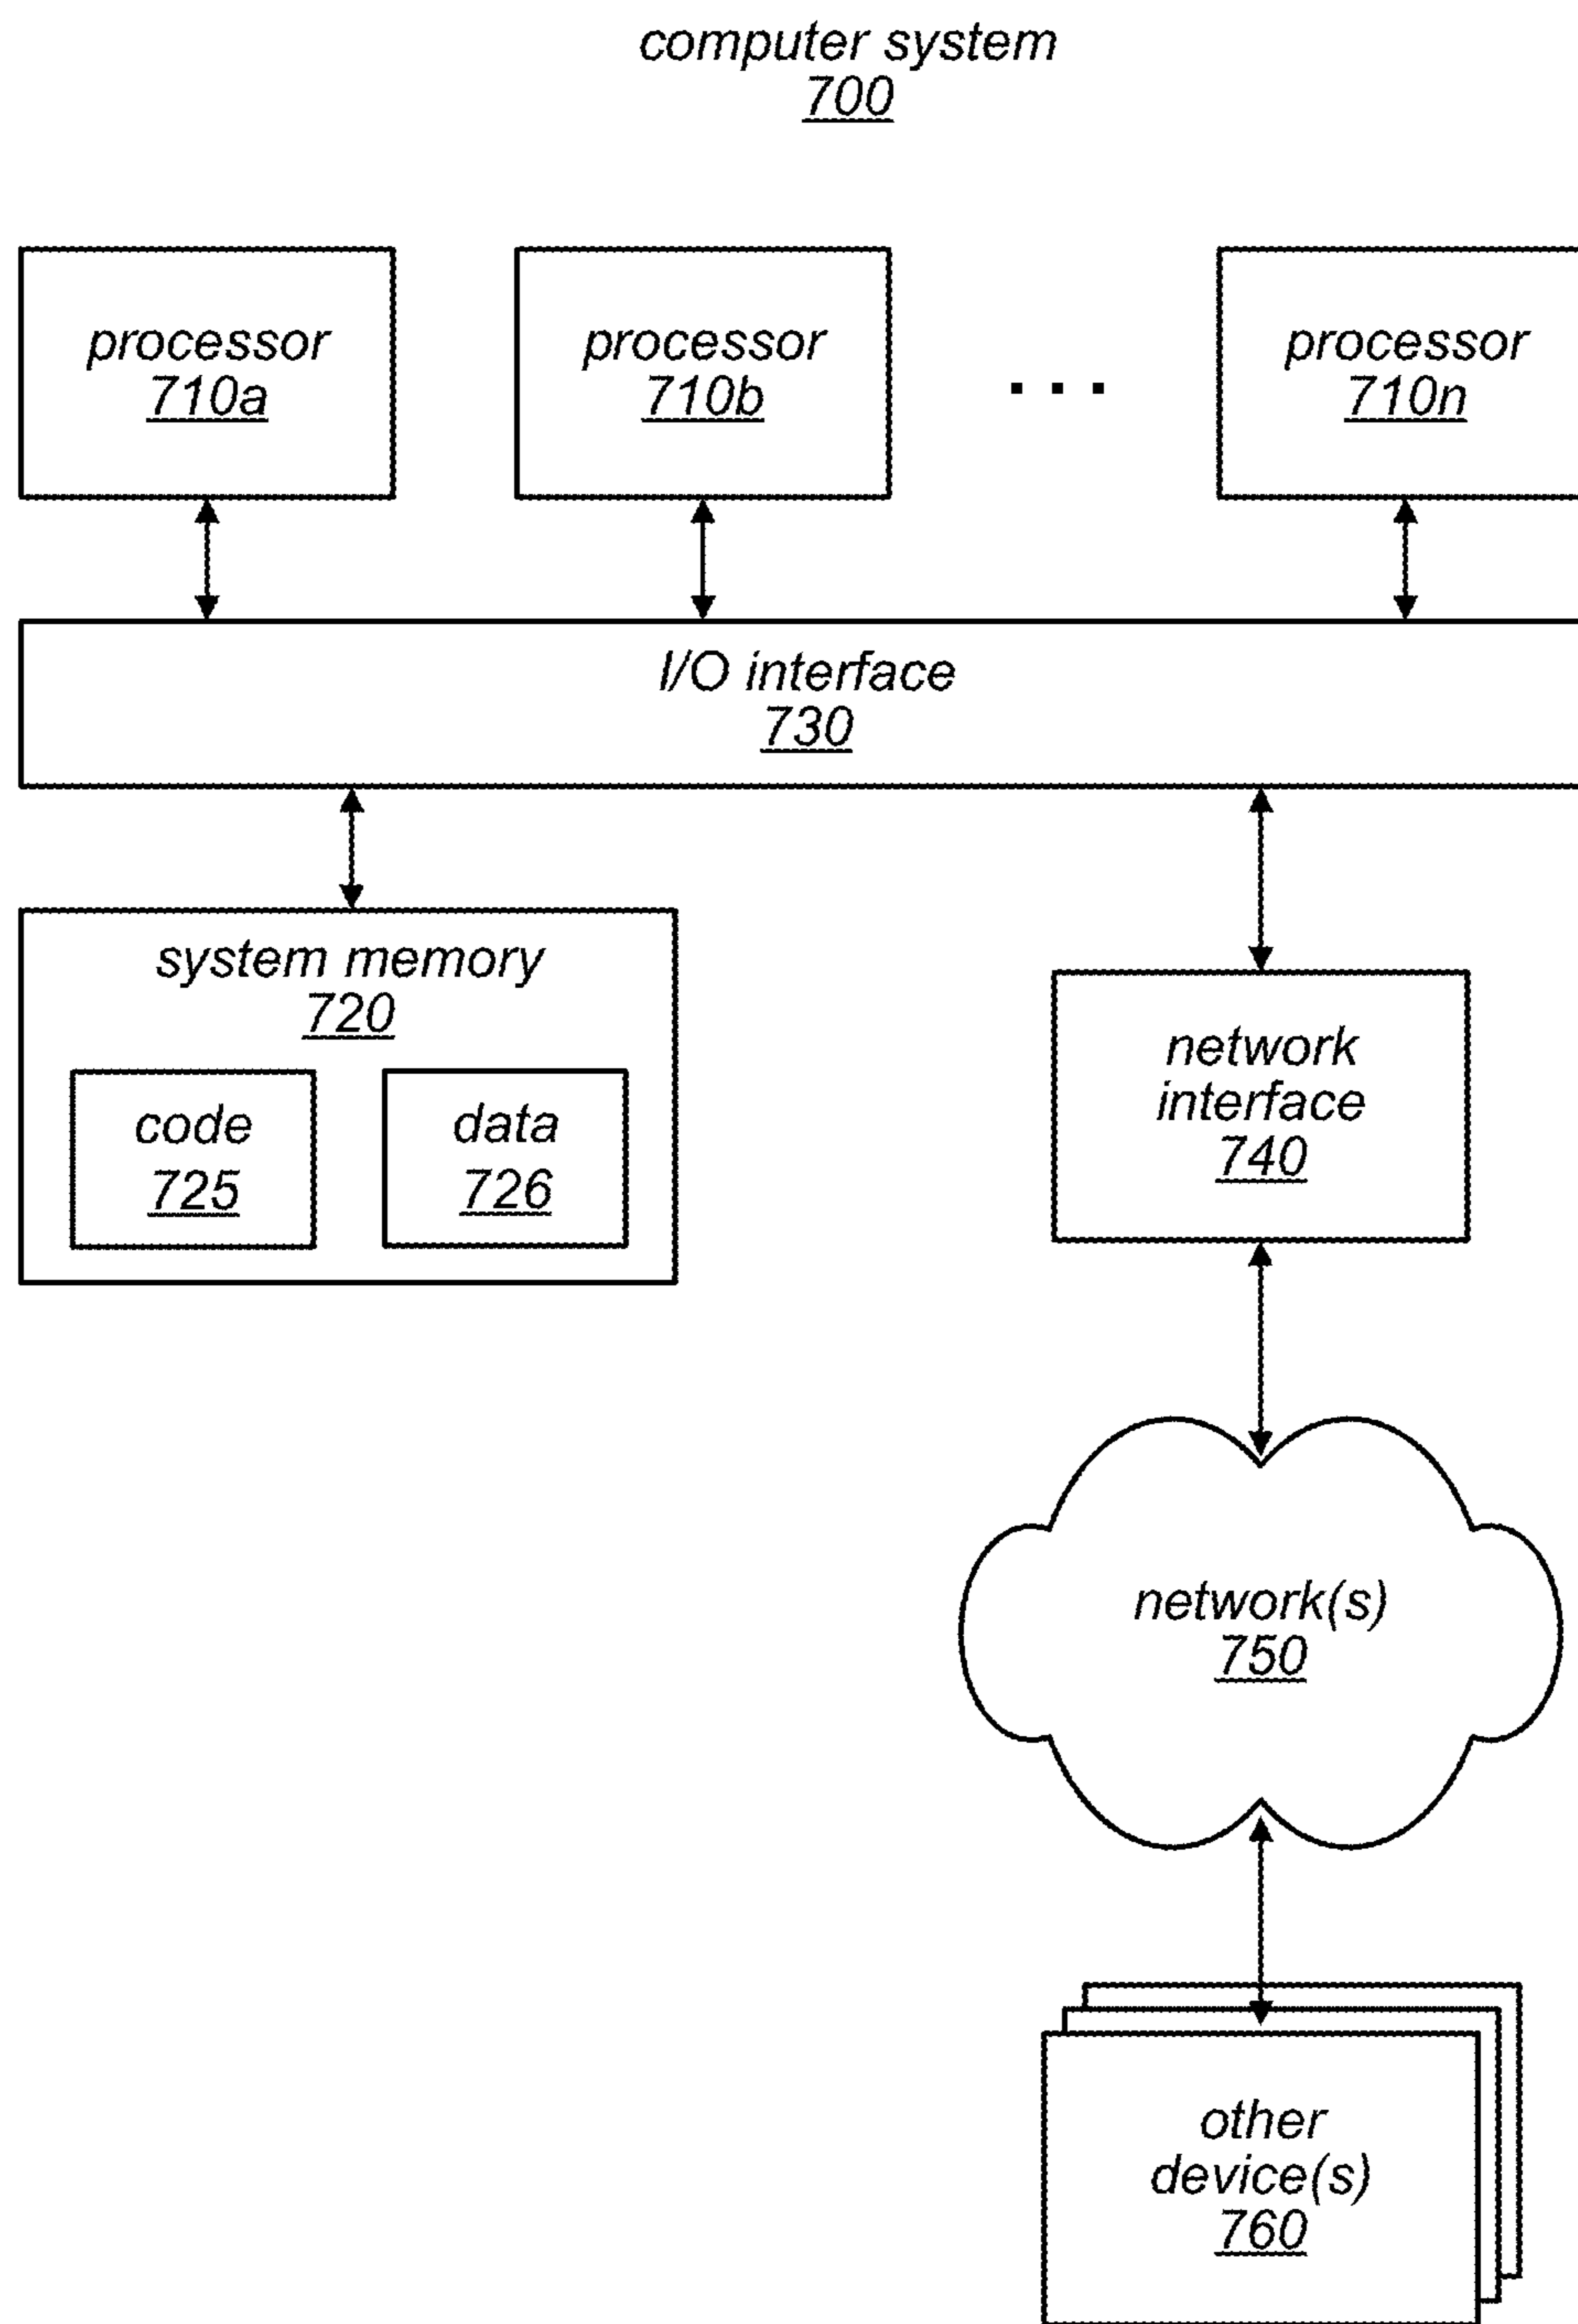 computer system
700
processor
710a
processor
710b
. . .
processor
710n
I/O interface
730
system memory
720
code
725
data
726
network
interface
740
network(s)
750
other
device(s)
760